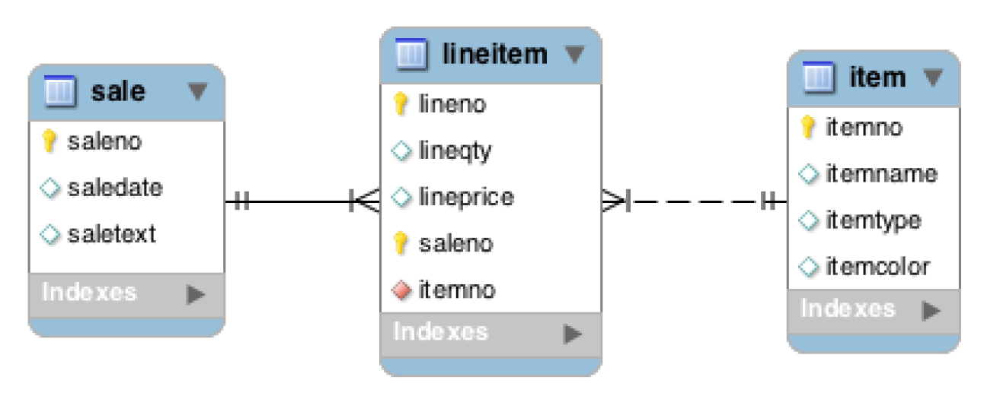 sale
saleno
saledate
saletext
Indexes
lineitem
lineno
lineqty
lineprice
saleno
itemno
Indexes
item
itemno
itemname
itemtype
itemcolor
Indexes